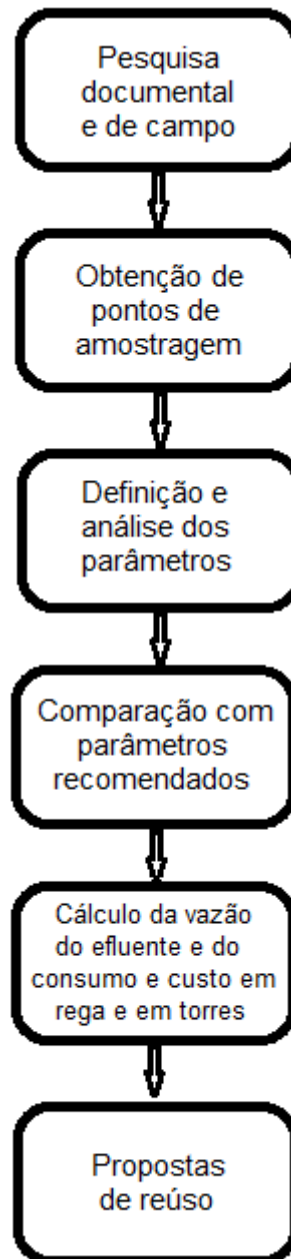 Pesquisa
documental
e de campo
Obtenção de
pontos de
amostragem
Definição e
análise dos
parâmetros
Comparação com
parâmetros
recomendados
Cálculo da vazão
do efluente e do
consumo e custo em
rega e em torres
Propostas
de reúso